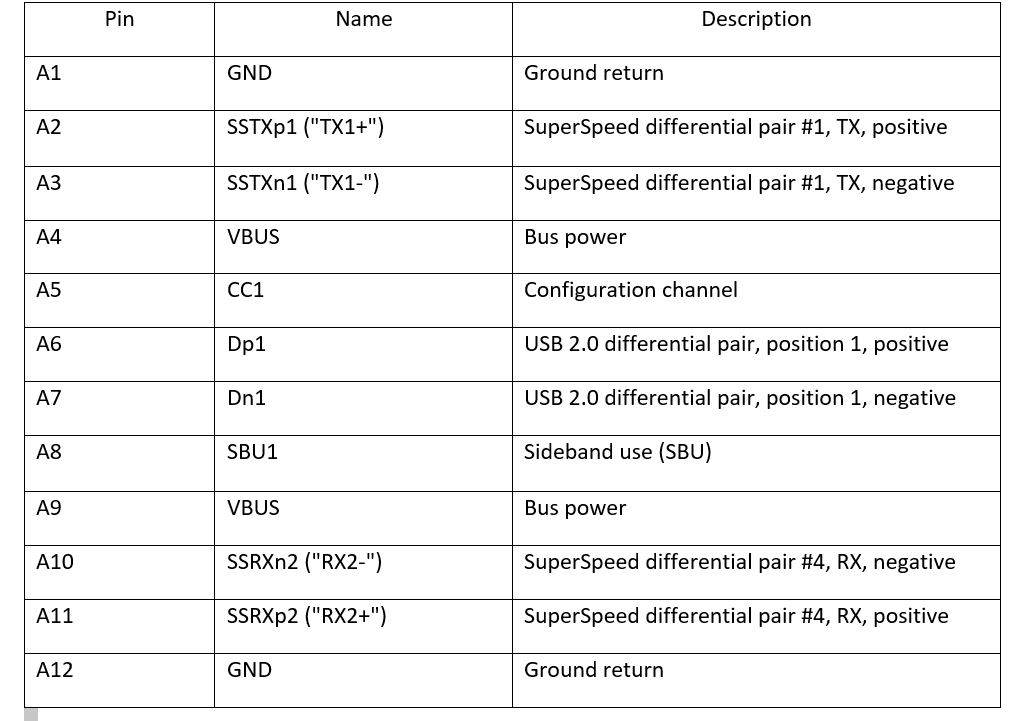 Pin Name Description
A1 GND Ground return
A2 SSTXp1 ("TX1+") SuperSpeed differential pair #1, TX, positive
A3 SSTXn1 ("TX1-") SuperSpeed differential pair #1, TX, negative
A4 VBUS Bus power
A5 CC1 Configuration channel
A6 Dp1 USB 2.0 differential pair, position 1, positive
A7 Dn1 USB 2.0 differential pair, position 1, negative
A8 SBU1 Sideband use (SBU)
A9 VBUS Bus power
A10 SSRXn2 ("RX2-") SuperSpeed differential pair #4, RX, negative
A11 SSRXp2 ("RX2+") SuperSpeed differential pair #4, RX, positive
A12 GND Ground return